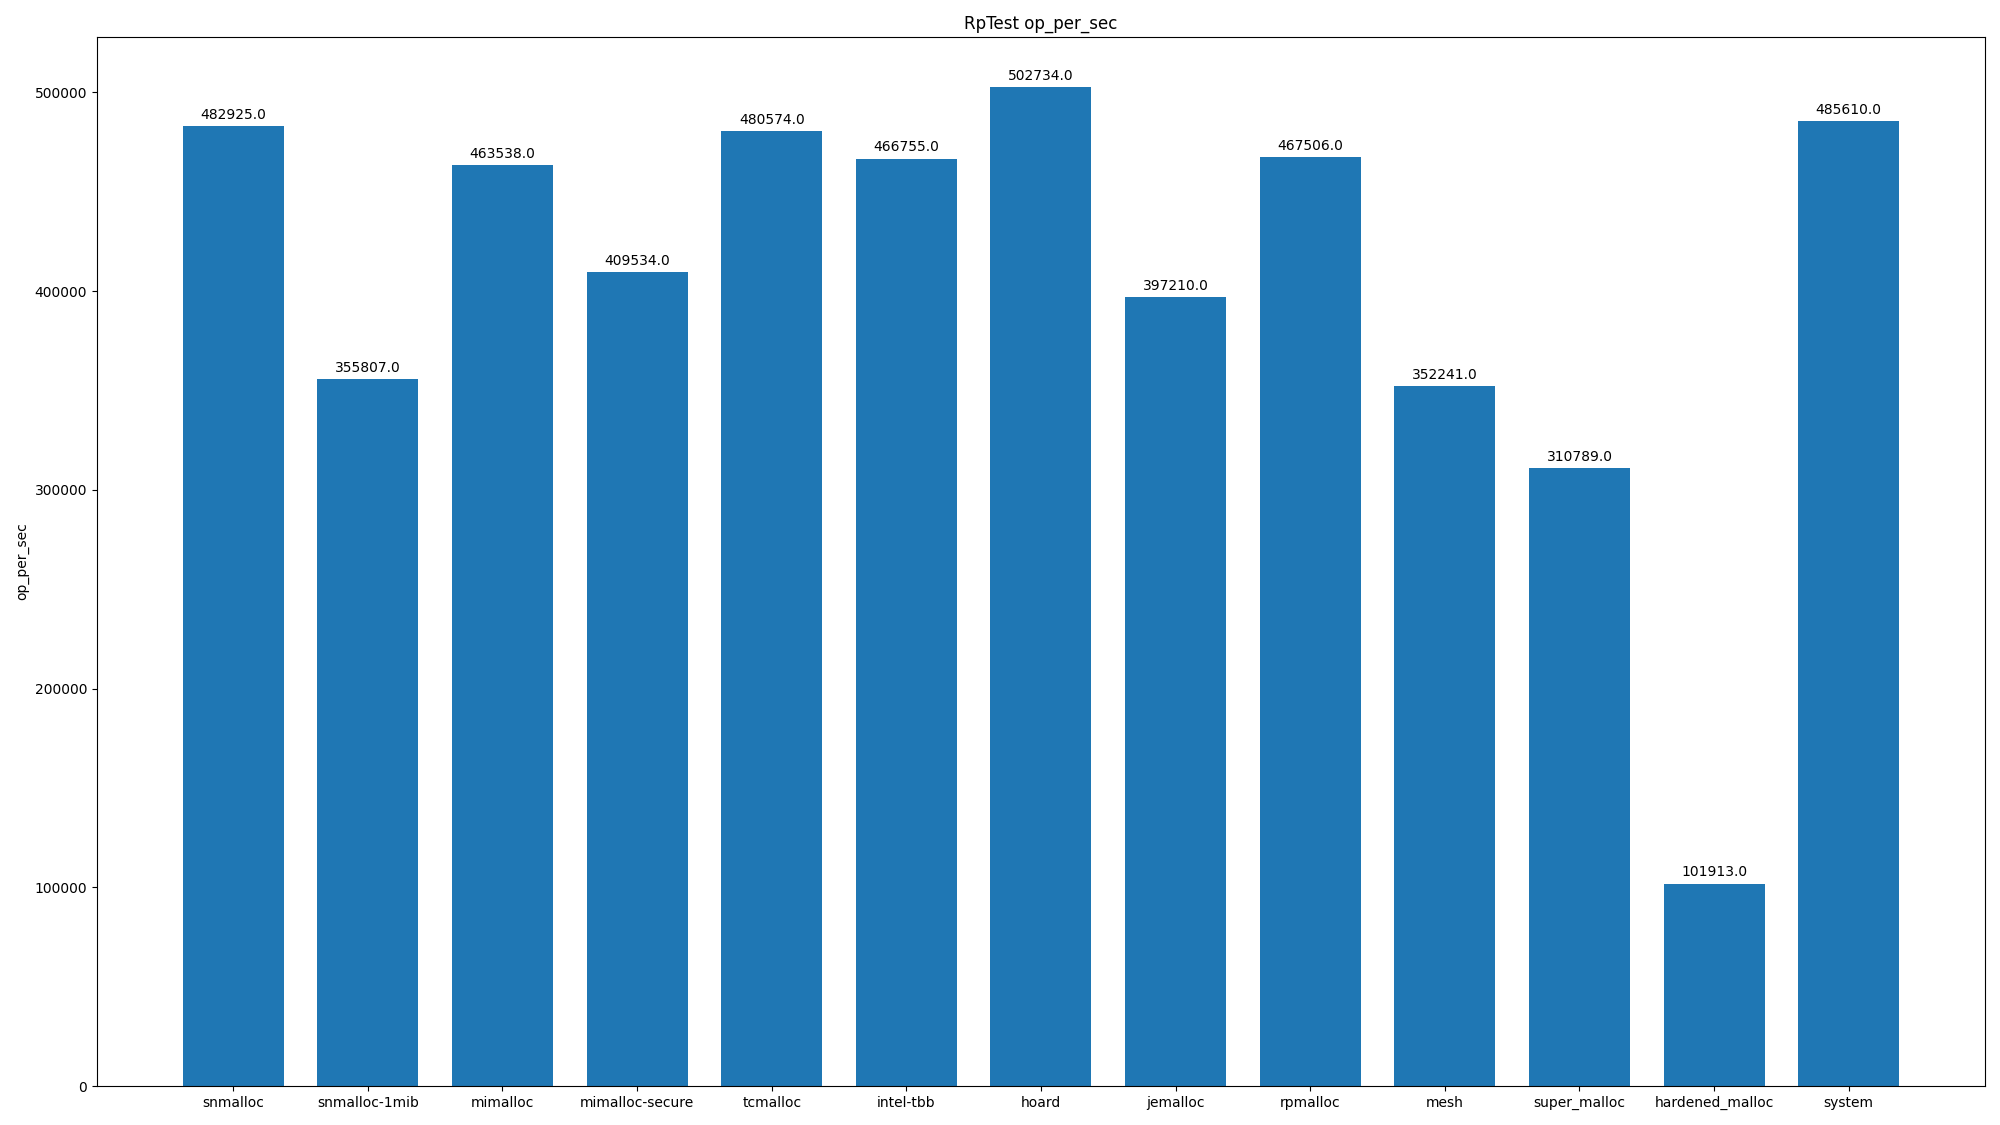 RpTest op_per_sec
op_per_sec
500000
400000
300000
200000
100000
0
482925.0
355807.0
463538.0
409534.0
480574.0
466755.0
502734.0
397210.0
467506.0
352241.0
310789.0
101913.0
485610.0
snmalloc
snmalloc-1mib
mimalloc
mimalloc-secure
tcmalloc
intel-tbb
hoard
jemalloc
rpmalloc
mesh
super_malloc
hardened_malloc
system